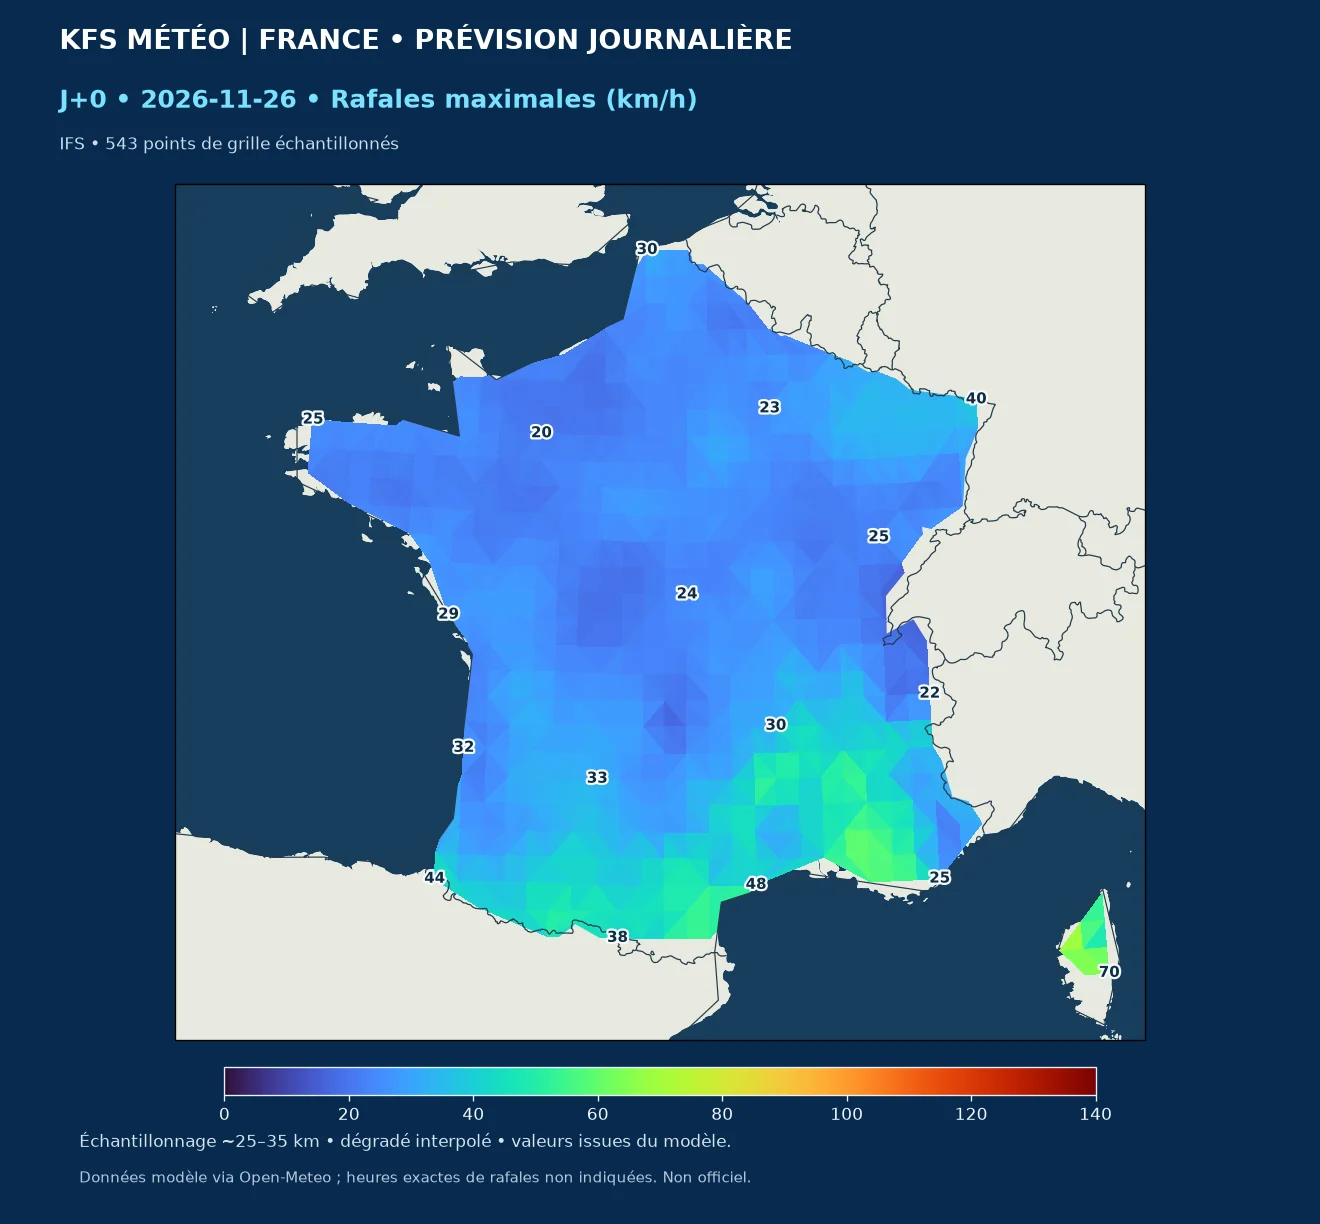 KFS MÉTÉO | FRANCE • PRÉVISION JOURNALIÈRE
J+0 • 2026-11-26 • Rafales maximales (km/h)
IFS • 543 points de grille échantillonnés
30
40
23
25
20
25
24
29
22
30
32
33
44
25
48
38
70
0 20 40 60 80 100 120 140
Échantillonnage ~25–35 km • dégradé interpolé • valeurs issues du modèle.
Données modèle via Open-Meteo ; heures exactes de rafales non indiquées. Non officiel.